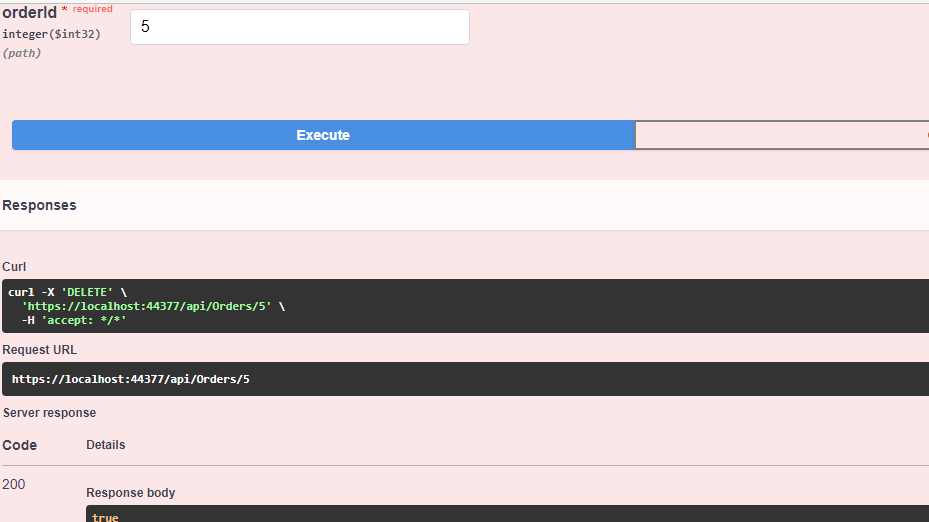 orderId * required
5
integer($int32)
(path)
Execute
Responses
Curl
curl -X 'DELETE' \
'https://localhost:44377/api/Orders/5' \
-H 'accept: */*'
Request URL
https://localhost:44377/api/Orders/5
Server response
Code Details
200
Response body
true